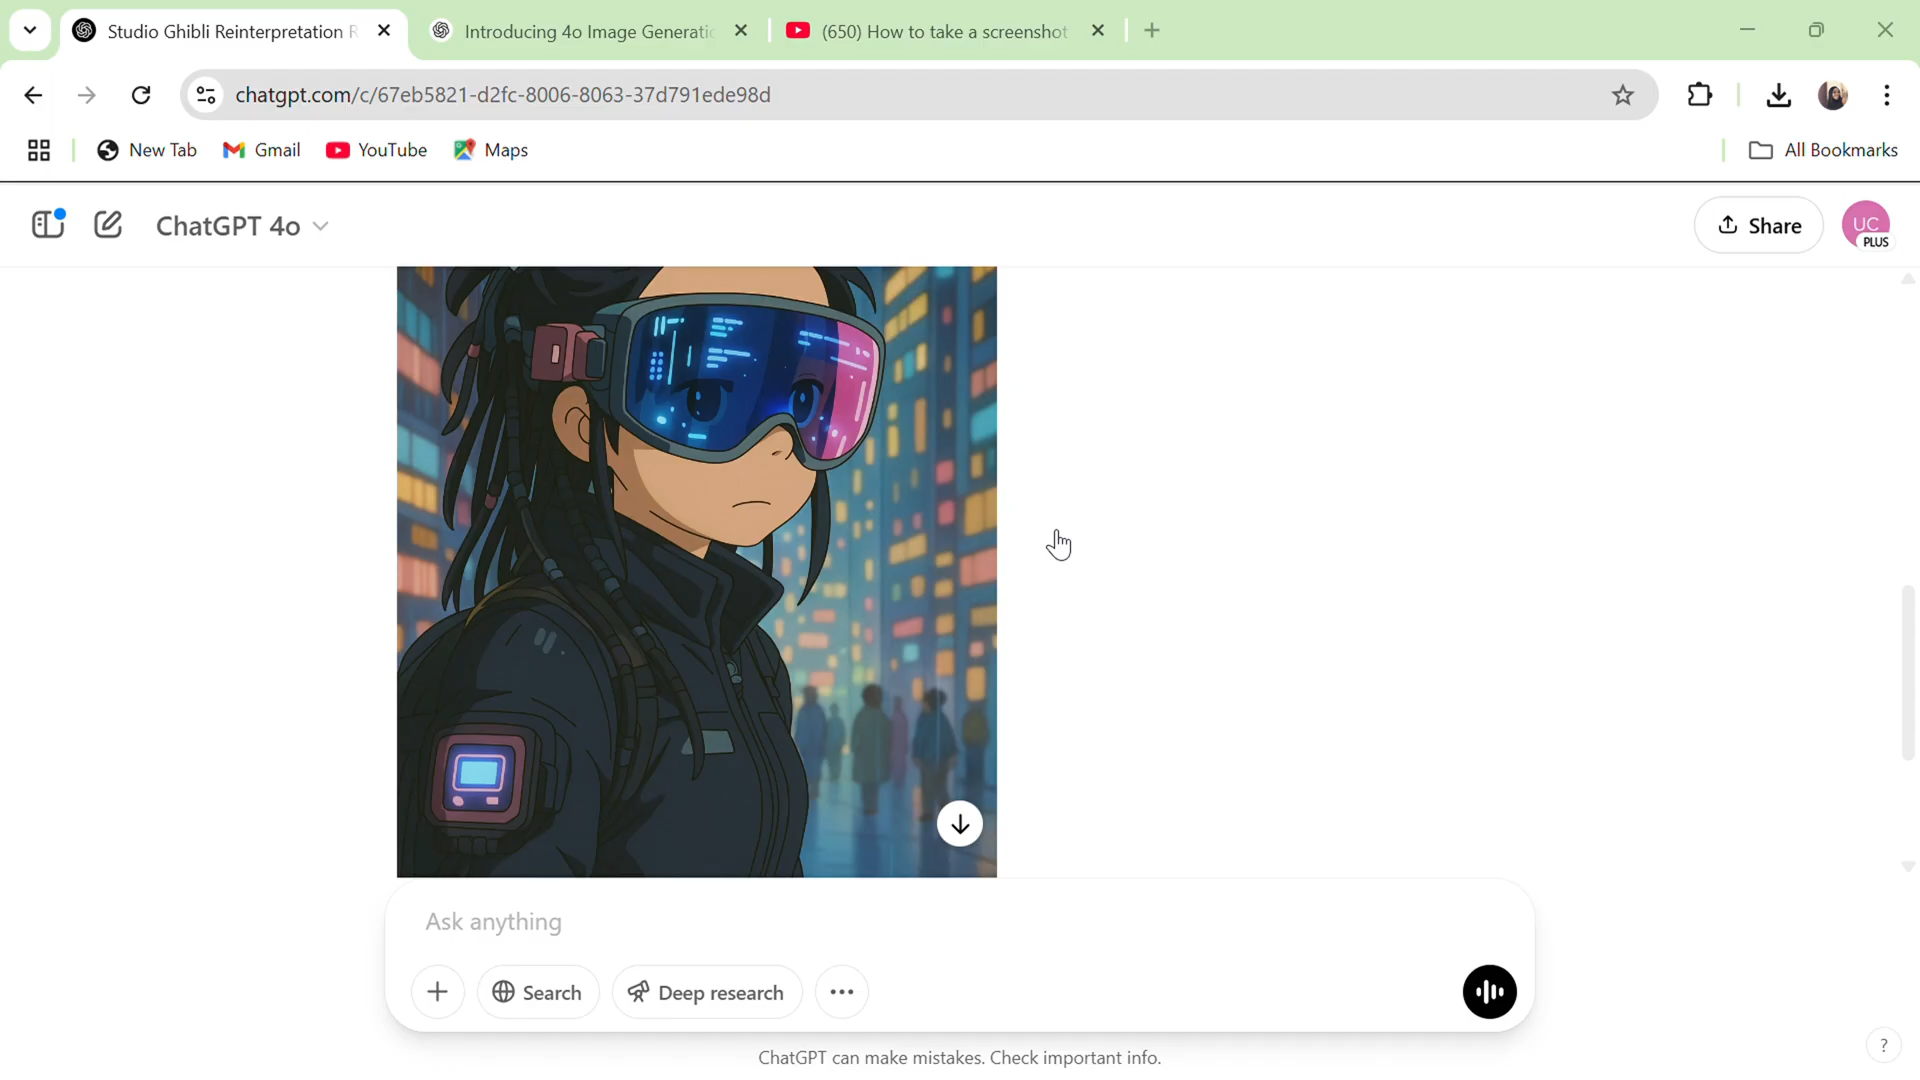 Studio Ghibli Reinterpretation R
Introducing 4o Image Generatic
(650) How to take a screenshot
chatgpt.com/c/67eb5821-d2fc-8006-8063-37d791ede98d
New Tab
Gmail
YouTube
Maps
All Bookmarks
ChatGPT 4o
Share
UC
PLUS
Ask anything
Search
Deep research
ChatGPT can make mistakes. Check important info.
?